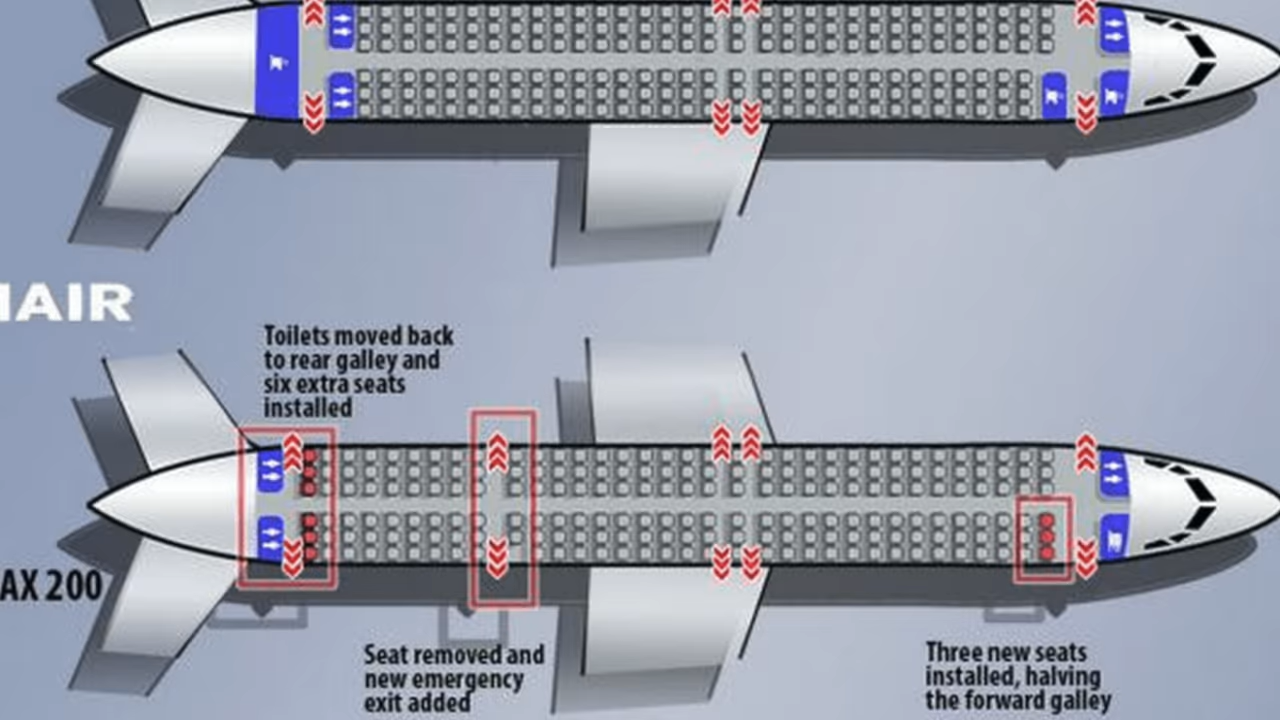 IAIR
Toilets moved back
to rear galley and
six extra seats
installed
AX 200
Seat removed and
new emergency
exit added
Three new seats
installed, halving
the forward galley